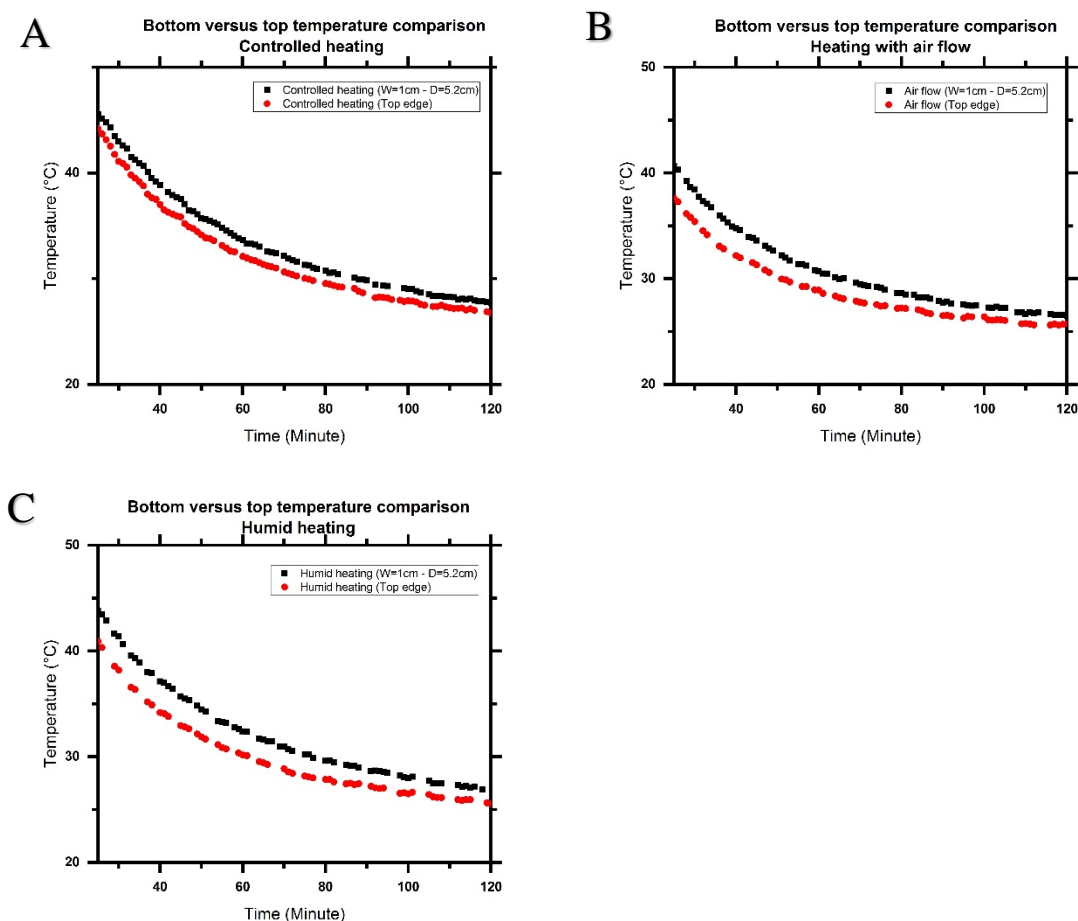 A
Bottom versus top temperature comparison
Controlled heating
Controlled heating (W=1cm - D=5.2cm)
Controlled heating (Top edge)
Temperature (°C)
40
20
40
60
80
100
120
Time (Minute)
B
Bottom versus top temperature comparison
Heating with air flow
Air flow (W=1cm - D=5.2cm)
Air flow (Top edge)
Temperature (°C)
50
40
30
20
40
60
80
100
120
Time (Minute)
C
Bottom versus top temperature comparison
Humid heating
Humid heating (W=1cm - D=5.2cm)
Humid heating (Top edge)
Temperature (°C)
50
40
30
20
40
60
80
100
120
Time (Minute)